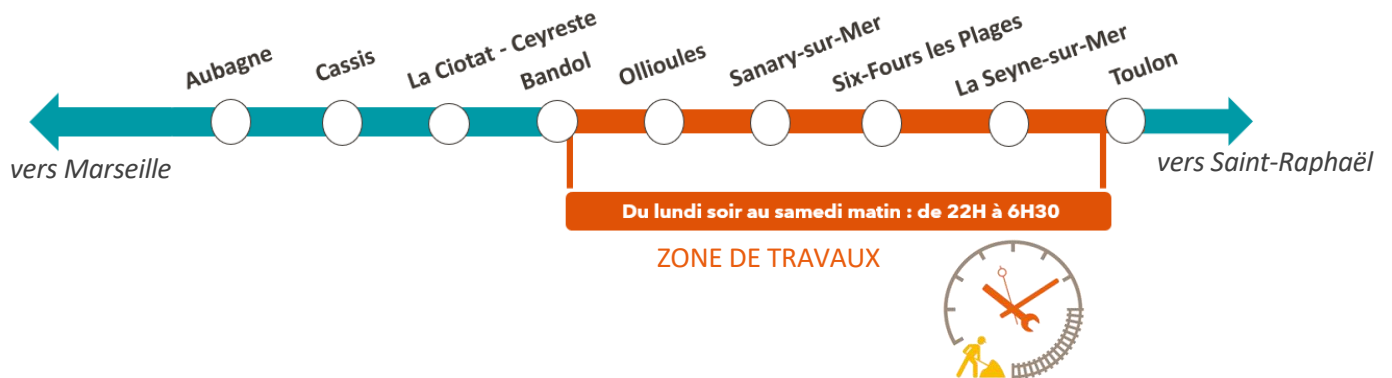 Aubagne
Cassis
La Ciotat - Ceyreste
Bandol
Ollioules
Sanary-sur-Mer
Six-Fours les Plages
La Seyne-sur-Mer
Toulon
vers Marseille
vers Saint-Raphaël
Du lundi soir au samedi matin : de 22H à 6H30
ZONE DE TRAVAUX